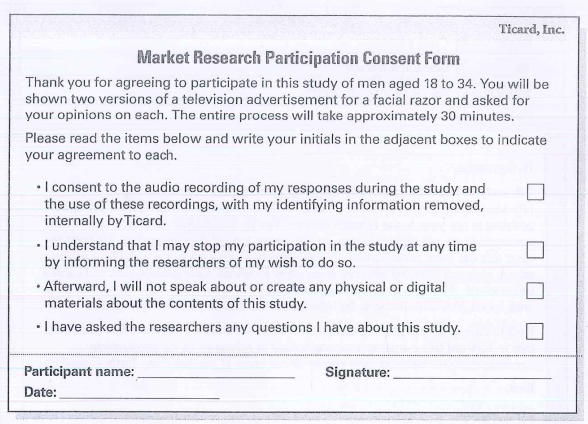 Ticard, Inc.
Market Research Participation Consent Form
Thank you for agreeing to participate in this study of men aged 18 to 34. You will be
shown two versions of a television advertisement for a facial razor and asked for
your opinions on each. The entire process will take approximately 30 minutes.
Please read the items below and write your initials in the adjacent boxes to indicate
your agreement to each.
• I consent to the audio recording of my responses during the study and
the use of these recordings, with my identifying information removed,
internally by Ticard.
• I understand that I may stop my participation in the study at any time
by informing the researchers of my wish to do so.
• Afterward, I will not speak about or create any physical or digital
materials about the contents of this study.
• I have asked the researchers any questions I have about this study.
Participant name: Signature:
Date: